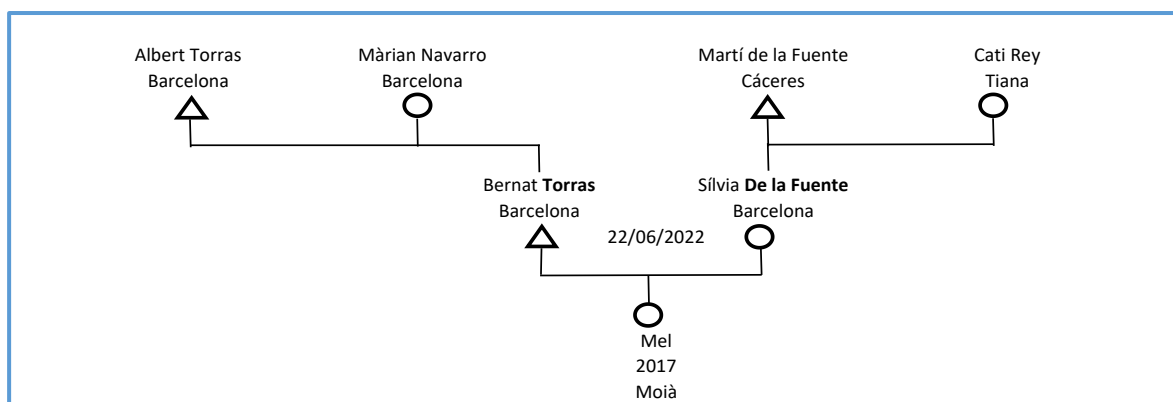 Albert Torras
Barcelona
Màrian Navarro
Barcelona
Martí de la Fuente
Cáceres
Cati Rey
Tiana
Bernat Torras
Barcelona
Sílvia De la Fuente
Barcelona
22/06/2022
Mel
2017
Moià